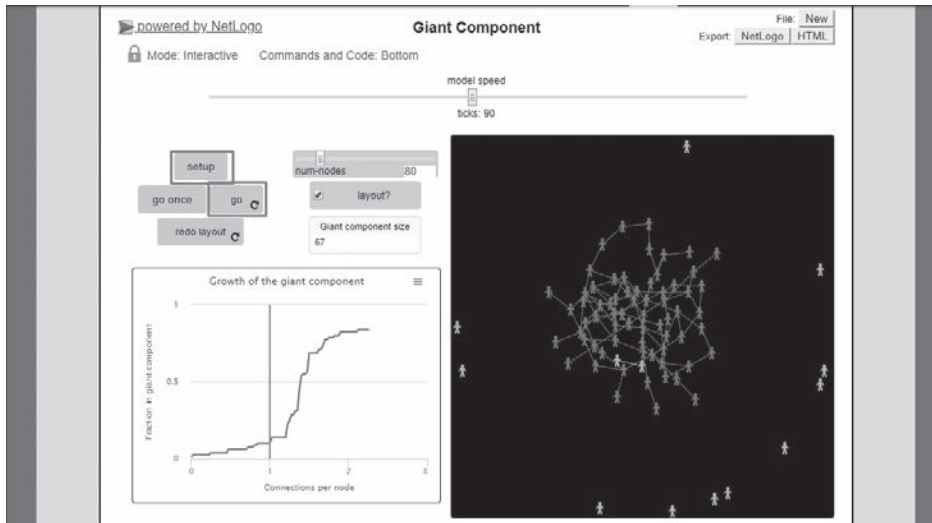 powered by NetLogo
Giant Component
File: New
Export: NetLogo HTML
Mode: Interactive Commands and Code: Bottom
model speed
ticks: 90
setup
go once
go
redo layout
num-nodes 80
layout?
Giant component size
67
Growth of the giant component
Fraction in giant component
1
0.5
0
0 1 2 3
Connections per node